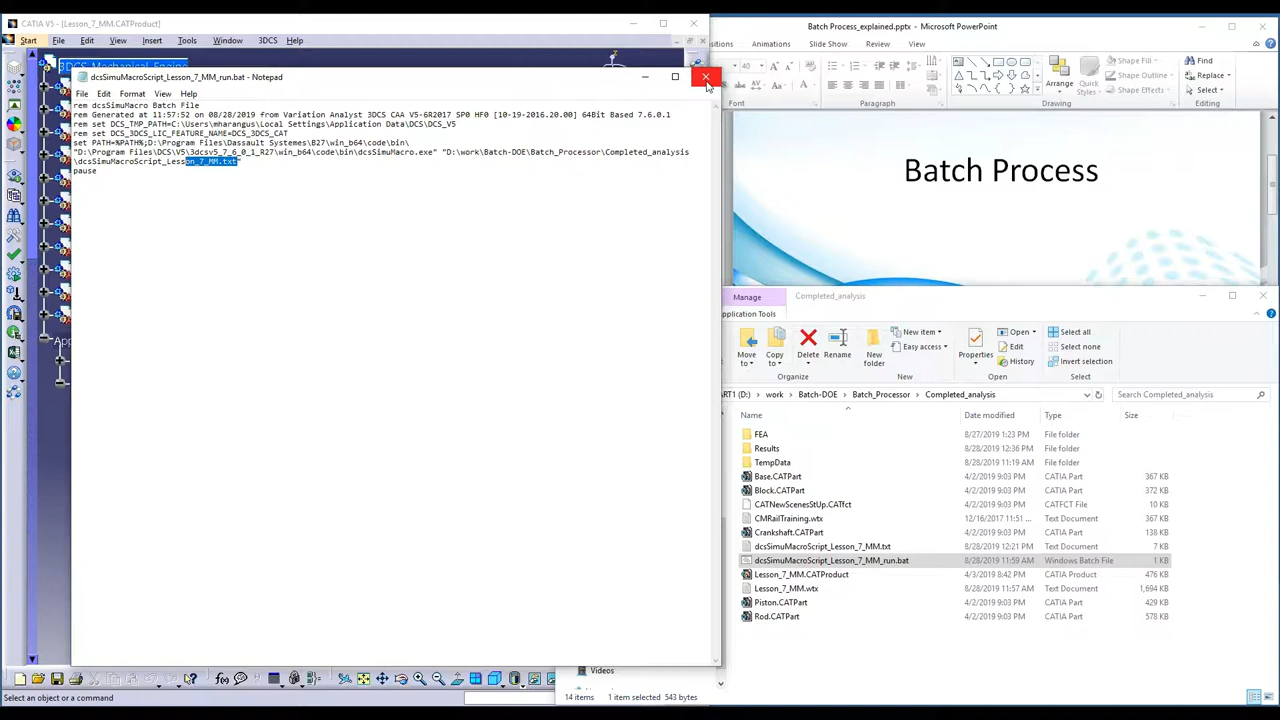 CATIA V5 - [Lesson_7_MM.CATProduct]
Start File Edit View Insert Tools Window 3DCS Help
3DCS Mechanical Engine
dcsSimuMacroScript_Lesson_7_MM_run.bat - Notepad
File Edit Format View Help
rem dcsSimuMacro Batch File
rem Generated at 11:57:52 on 08/28/2019 from Variation Analyst 3DCS CAA V5-6R2017 SP0 HF0 [10-19-2016.20.00] 64Bit Based 7.6.0.1
rem set DCS_TMP_PATH=C:\Users\mharangus\Local Settings\Application Data\DCS\DCS_V5
rem set DCS_3DCS_LIC_FEATURE_NAME=DCS_3DCS_CAT
set PATH=%PATH%;D:\Program Files\Dassault Systemes\B27\win_b64\code\bin\
"D:\Program Files\DCS\V5\3dcsv5_7_6_0_1_R27\win_b64\code\bin\dcsSimuMacro.exe" "D:\work\Batch-DOE\Batch_Processor\Completed_analysis
\dcsSimuMacroScript_Lesson_7_MM.txt"
pause
Select an object or a command
Batch Process_explained.pptx - Microsoft PowerPoint
Animations Slide Show Review View
Find
Replace
Select
Arrange
Quick
Styles
Shape Fill
Shape Outline
Shape Effects
Font Paragraph Drawing Editing
Batch Process
Manage Completed_analysis
Application Tools
Move to
Copy to
Delete
Rename
New folder
New item
Easy access
Properties
Open
Edit
History
Select all
Select none
Invert selection
Organize New Open Select
(D:) work Batch-DOE Batch_Processor Completed_analysis Search Completed_analysis
Name Date modified Type Size
FEA 8/27/2019 1:23 PM File folder
Results 8/28/2019 12:36 PM File folder
TempData 8/28/2019 11:19 AM File folder
Base.CATPart 4/2/2019 9:03 PM CATIA Part 367 KB
Block.CATPart 4/2/2019 9:03 PM CATIA Part 372 KB
CATNewScenesStUp.CATfct 4/2/2019 9:03 PM CATFCT File 10 KB
CMRailTraining.wtx 12/16/2017 11:51 ... Text Document 367 KB
Crankshaft.CATPart 4/2/2019 9:03 PM CATIA Part 138 KB
dcsSimuMacroScript_Lesson_7_MM.txt 8/28/2019 12:21 PM Text Document 7 KB
dcsSimuMacroScript_Lesson_7_MM_run.bat 8/28/2019 11:59 AM Windows Batch File 1 KB
Lesson_7_MM.CATProduct 4/3/2019 8:42 PM CATIA Product 476 KB
Lesson_7_MM.wtx 8/28/2019 11:57 AM Text Document 1,694 KB
Piston.CATPart 4/2/2019 9:03 PM CATIA Part 429 KB
Rod.CATPart 4/2/2019 9:03 PM CATIA Part 578 KB
Videos
14 items 1 item selected 543 bytes